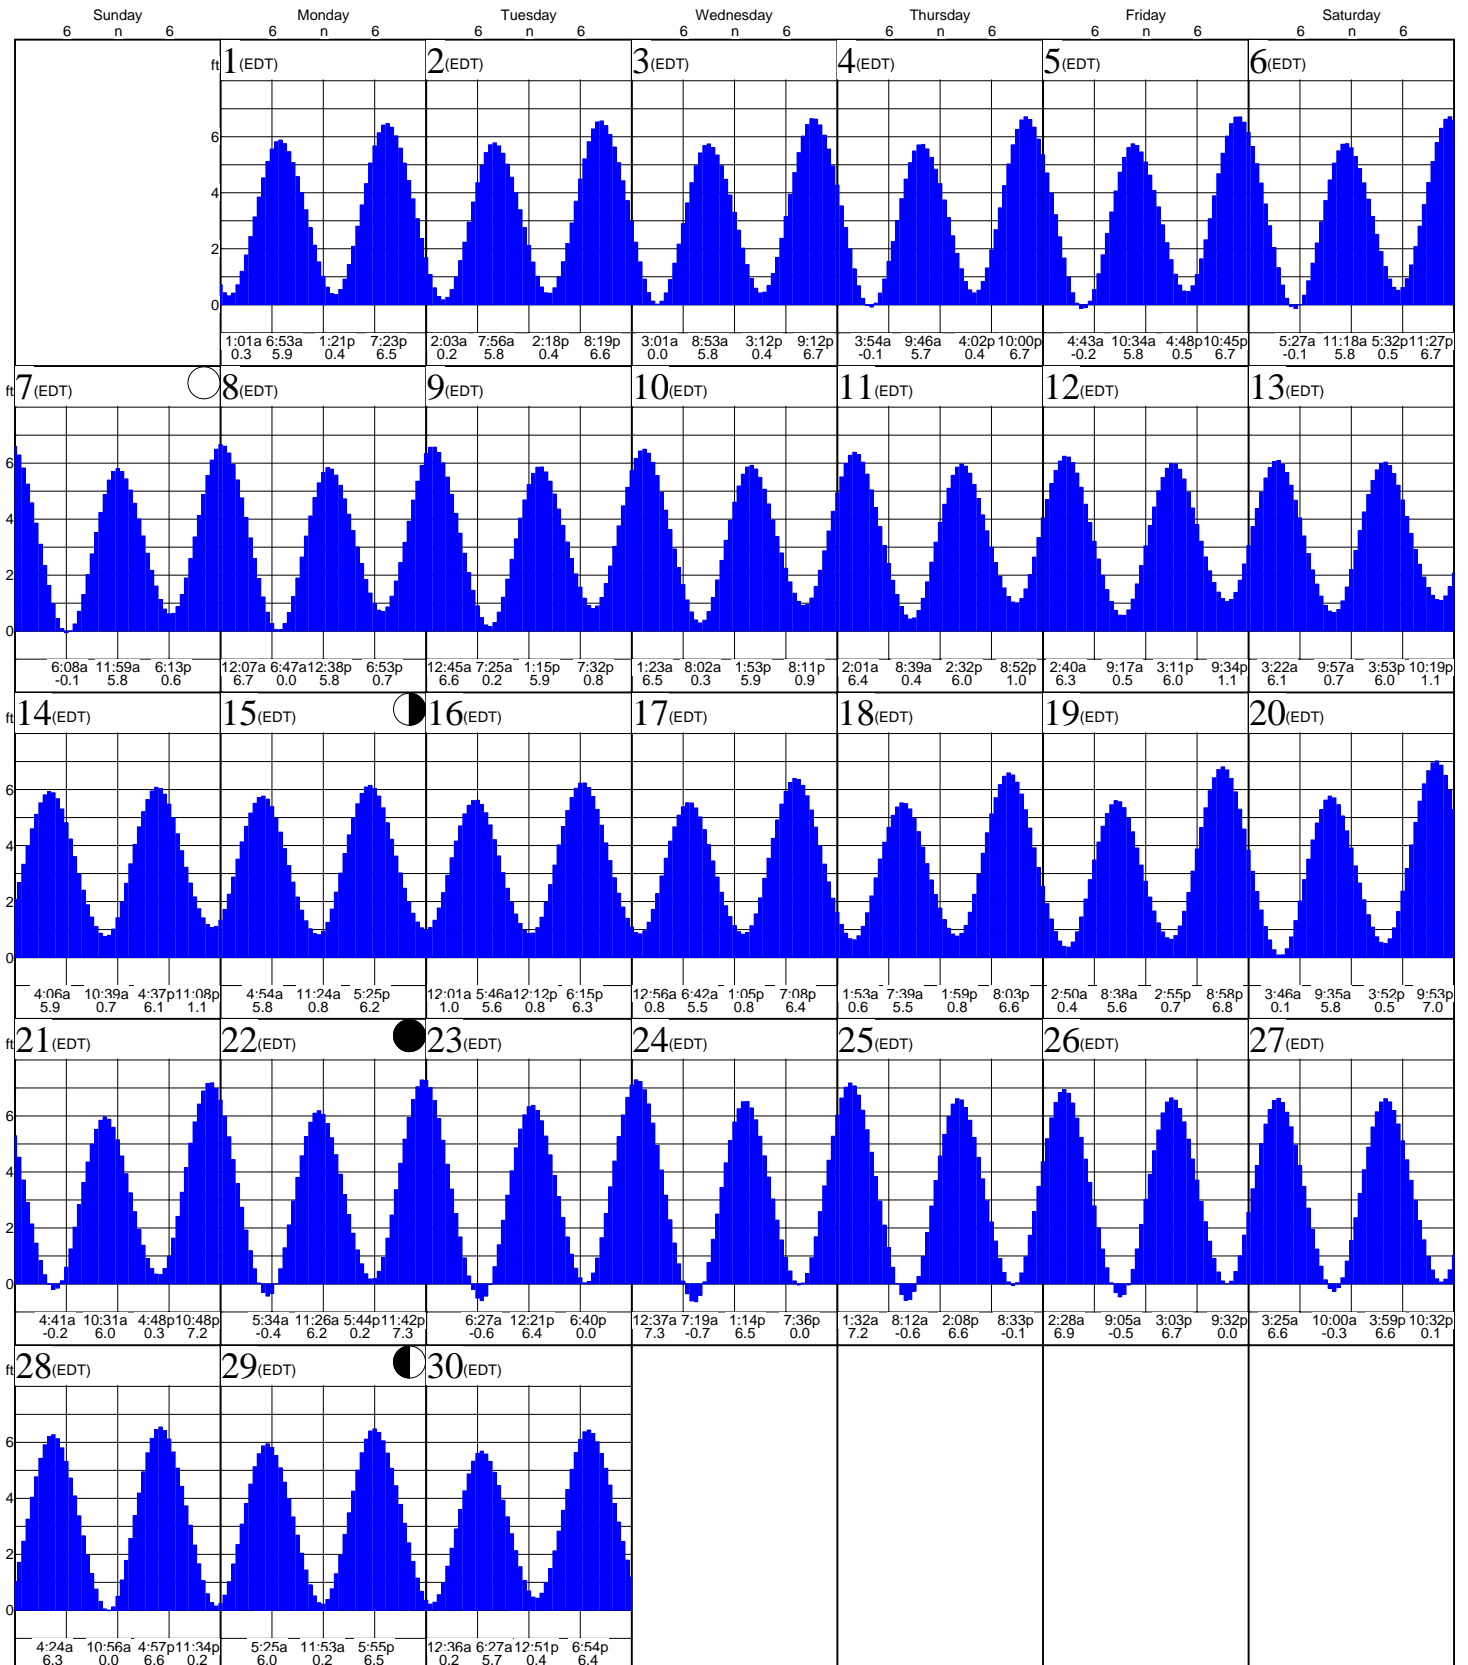 Sunday Monday Tuesday Wednesday Thursday Friday Saturday
6 n 6 6 n 6 6 n 6 6 n 6 6 n 6 6 n 6 6 n 6
ft 1(EDT) 2(EDT) 3(EDT) 4(EDT) 5(EDT) 6(EDT)
6
4
2
0
1:01a 6:53a 1:21p 7:23p 2:03a 7:56a 2:18p 8:19p 3:01a 8:53a 3:12p 9:12p 3:54a 9:46a 4:02p 10:00p 4:43a 10:34a 4:48p 10:45p 5:27a 11:18a 5:32p 11:27p
0.3 5.9 0.4 6.5 0.2 5.8 0.4 6.6 0.0 5.8 0.4 6.7 -0.1 5.7 0.4 6.7 -0.2 5.8 0.5 6.7 -0.1 5.8 0.5 6.7
ft 7(EDT) 8(EDT) 9(EDT) 10(EDT) 11(EDT) 12(EDT) 13(EDT)
6
4
2
0
6:08a 11:59a 6:13p 12:07a 6:47a 12:38p 6:53p 12:45a 7:25a 1:15p 7:32p 1:23a 8:02a 1:53p 8:11p 2:01a 8:39a 2:32p 8:52p 2:40a 9:17a 3:11p 9:34p 3:22a 9:57a 3:53p 10:19p
-0.1 5.8 0.6 6.7 0.0 5.8 0.7 6.6 0.2 5.9 0.8 6.5 0.3 5.9 0.9 6.4 0.4 6.0 1.0 6.3 0.5 6.0 1.1 6.1 0.7 6.0 1.1
ft 14(EDT) 15(EDT) 16(EDT) 17(EDT) 18(EDT) 19(EDT) 20(EDT)
6
4
2
0
4:06a 10:39a 4:37p 11:08p 4:54a 11:24a 5:25p 12:01a 5:46a 12:12p 6:15p 12:56a 6:42a 1:05p 7:08p 1:53a 7:39a 1:59p 8:03p 2:50a 8:38a 2:55p 8:58p 3:46a 9:35a 3:52p 9:53p
5.9 0.7 6.1 1.1 5.8 0.8 6.2 1.0 5.6 0.8 6.3 0.8 5.5 0.8 6.4 0.6 5.5 0.8 6.6 0.4 5.6 0.7 6.8 0.1 5.8 0.5 7.0
ft 21(EDT) 22(EDT) 23(EDT) 24(EDT) 25(EDT) 26(EDT) 27(EDT)
6
4
2
0
4:41a 10:31a 4:48p 10:48p 5:34a 11:26a 5:44p 11:42p 6:27a 12:21p 6:40p 12:37a 7:19a 1:14p 7:36p 1:32a 8:12a 2:08p 8:33p 2:28a 9:05a 3:03p 9:32p 3:25a 10:00a 3:59p 10:32p
-0.2 6.0 0.3 7.2 -0.4 6.2 0.2 7.3 -0.6 6.4 0.0 7.3 -0.7 6.5 0.0 7.2 -0.6 6.6 -0.1 6.9 -0.5 6.7 0.0 6.6 -0.3 6.6 0.1
ft 28(EDT) 29(EDT) 30(EDT)
6
4
2
0
4:24a 10:56a 4:57p 11:34p 5:25a 11:53a 5:55p 12:36a 6:27a 12:51p 6:54p
6.3 0.0 6.6 0.2 6.0 0.2 6.5 0.2 5.7 0.4 6.4